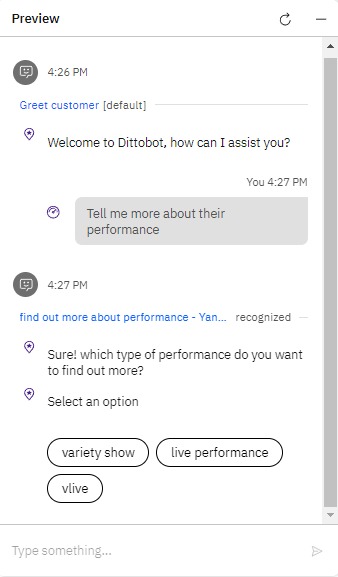 Preview
4:26 PM
Greet customer [default]
Welcome to Dittobot, how can I assist you?
You 4:27 PM
Tell me more about their
performance
4:27 PM
find out more about performance - Yan... recognized
Sure! which type of performance do you want
to find out more?
Select an option
variety show
live performance
vlive
Type something...